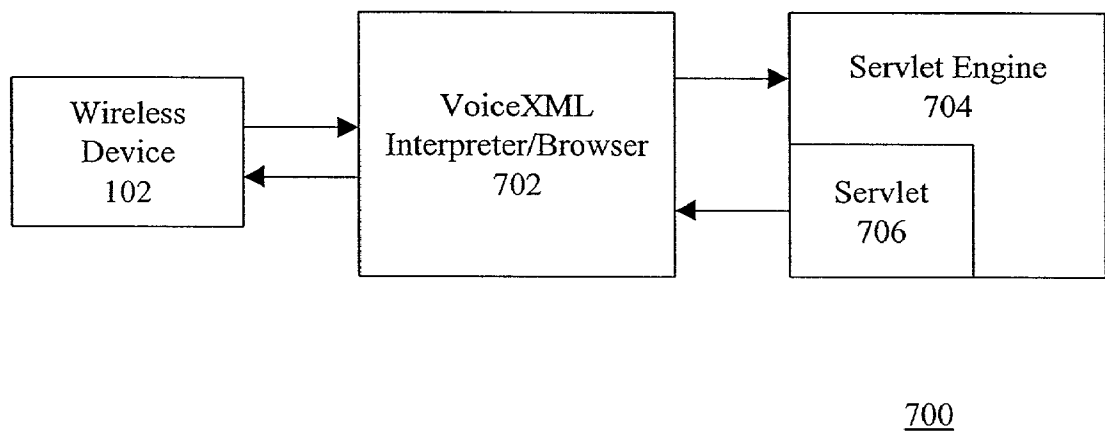 Wireless
Device
102
VoiceXML
Interpreter/Browser
702
Servlet Engine
704
Servlet
706
700